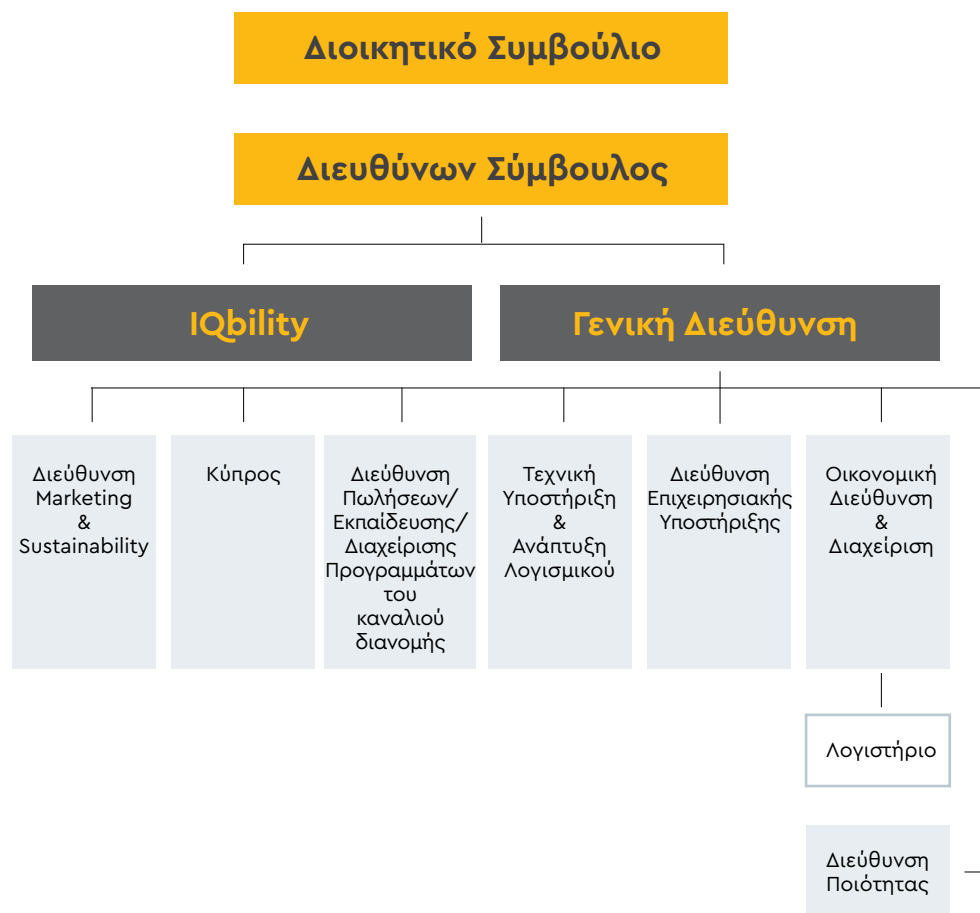 Διοικητικό Συμβούλιο
Διευθύνων Σύμβουλος
IQbility
Γενική Διεύθυνση
Διεύθυνση
Marketing
&
Sustainability
Κύπρος
Διεύθυνση
Πωλήσεων/
Εκπαίδευσης/
Διαχείρισης
Προγραμμάτων
του
καναλιού
διανομής
Τεχνική
Υποστήριξη
&
Ανάπτυξη
Λογισμικού
Διεύθυνση
Επιχειρησιακής
Υποστήριξης
Οικονομική
Διεύθυνση
&
Διαχείριση
Λογιστήριο
Διεύθυνση
Ποιότητας